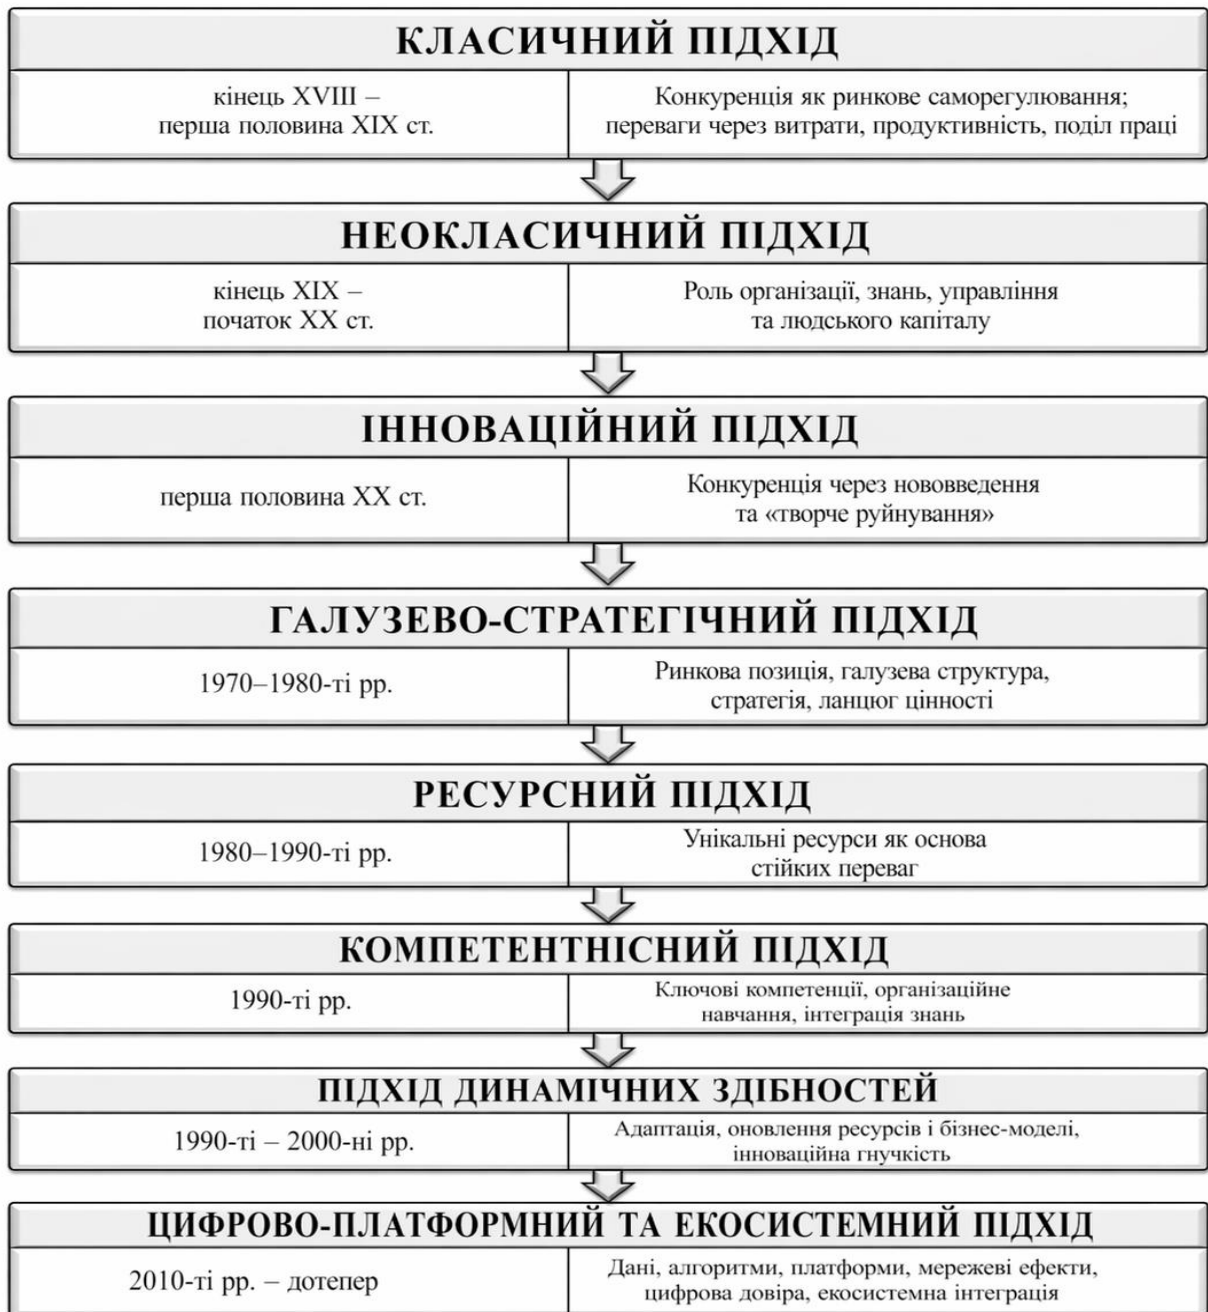 КЛАСИЧНИЙ ПІДХІД
кінець XVIII –
перша половина XIX ст.
Конкуренція як ринкове саморегулювання;
переваги через витрати, продуктивність, поділ праці
НЕОКЛАСИЧНИЙ ПІДХІД
кінець XIX –
початок XX ст.
Роль організації, знань, управління
та людського капіталу
ІННОВАЦІЙНИЙ ПІДХІД
перша половина XX ст.
Конкуренція через нововведення
та «творче руйнування»
ГАЛУЗЕВО-СТРАТЕГІЧНИЙ ПІДХІД
1970–1980-ті рр.
Ринкова позиція, галузева структура,
стратегія, ланцюг цінності
РЕСУРСНИЙ ПІДХІД
1980–1990-ті рр.
Унікальні ресурси як основа
стійких переваг
КОМПЕТЕНТНІСНИЙ ПІДХІД
1990-ті рр.
Ключові компетенції, організаційне
навчання, інтеграція знань
ПІДХІД ДИНАМІЧНИХ ЗДІБНОСТЕЙ
1990-ті – 2000-ні рр.
Адаптація, оновлення ресурсів і бізнес-моделі,
інноваційна гнучкість
ЦИФРОВО-ПЛАТФОРМНИЙ ТА ЕКОСИСТЕМНИЙ ПІДХІД
2010-ті рр. – дотепер
Дані, алгоритми, платформи, мережеві ефекти,
цифрова довіра, екосистемна інтеграція